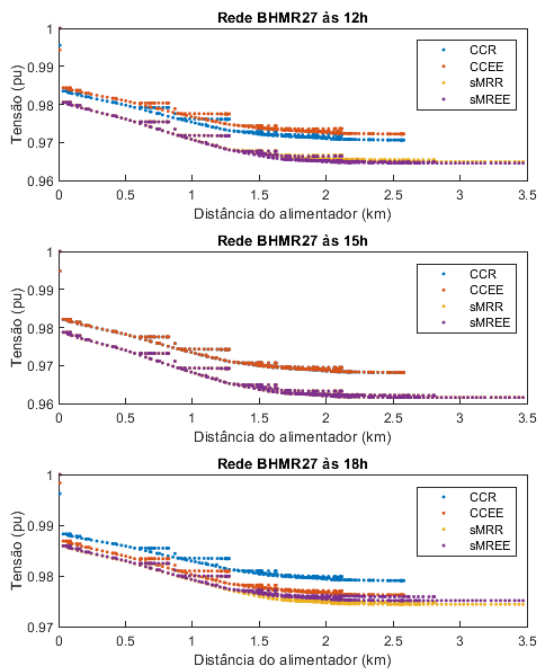 Rede BHMR27 às 12h
1
0.99
0.98
0.97
0.96
Tensão (pu)
CCR
CCEE
sMRR
sMREE
0 0.5 1 1.5 2 2.5 3 3.5
Distância do alimentador (km)
Rede BHMR27 às 15h
1
0.99
0.98
0.97
0.96
Tensão (pu)
CCR
CCEE
sMRR
sMREE
0 0.5 1 1.5 2 2.5 3 3.5
Distância do alimentador (km)
Rede BHMR27 às 18h
1
0.99
0.98
0.97
Tensão (pu)
CCR
CCEE
sMRR
sMREE
0 0.5 1 1.5 2 2.5 3 3.5
Distância do alimentador (km)